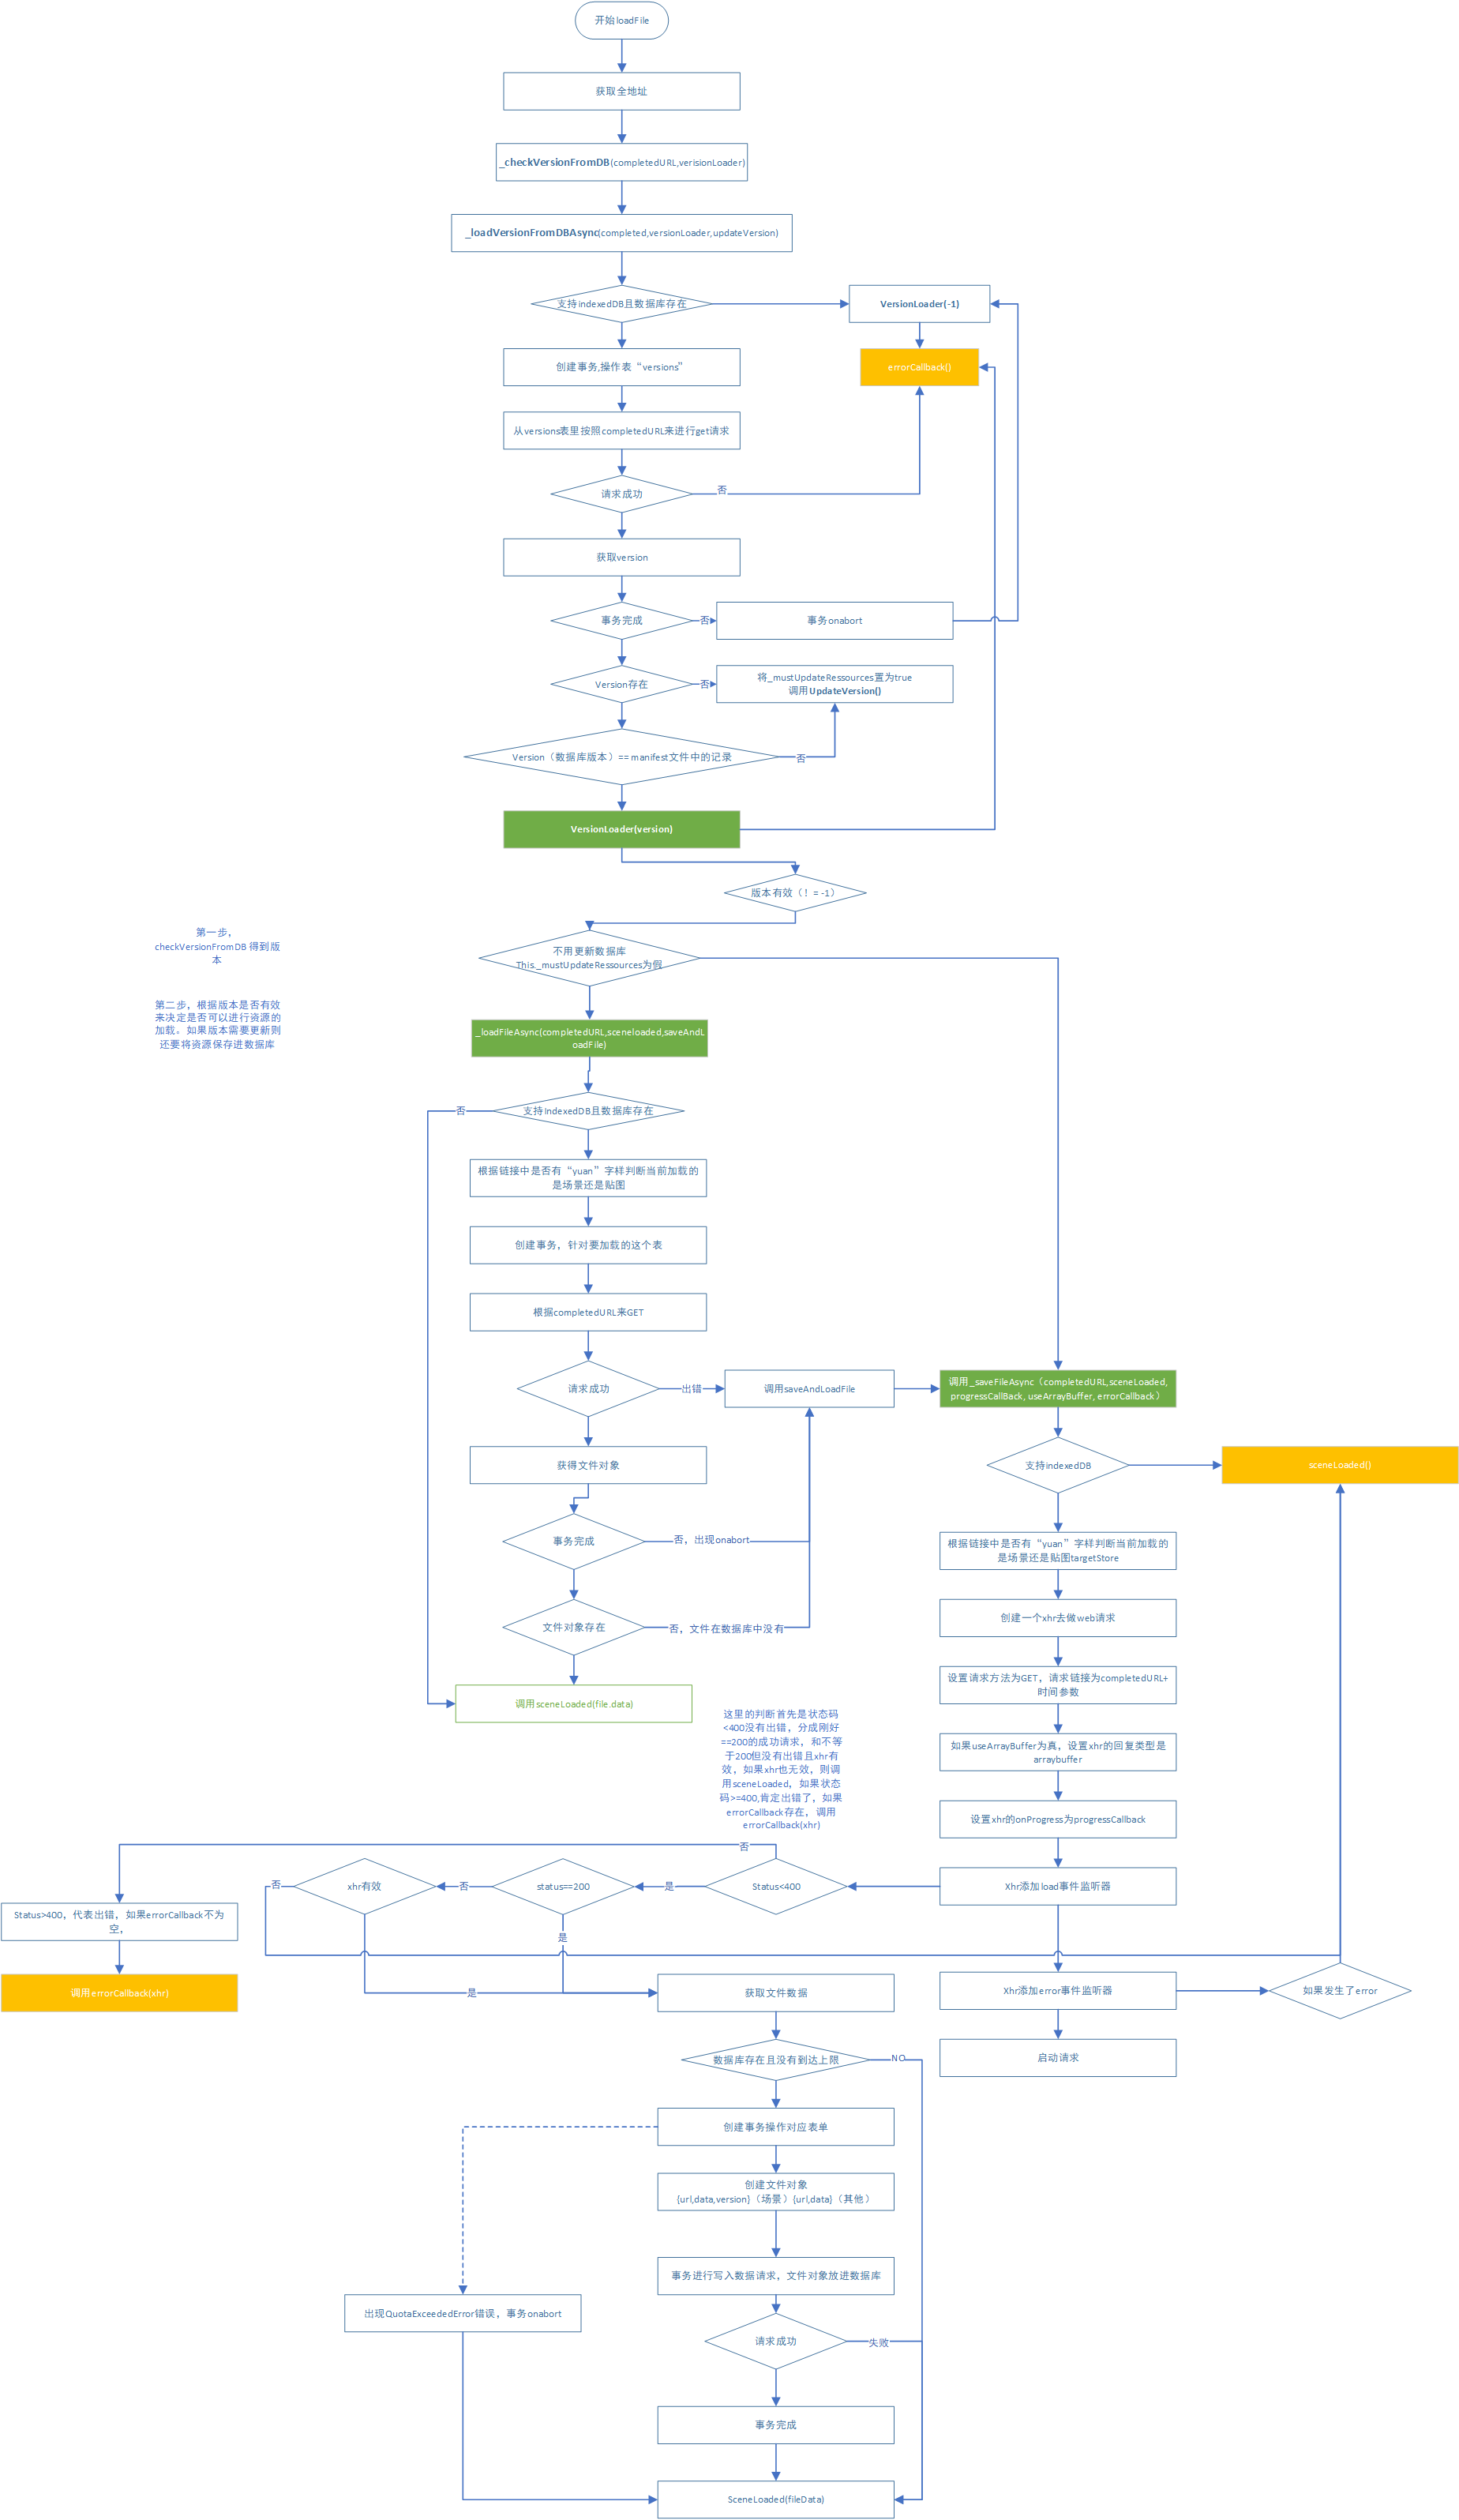 开始loadFile
获取全地址
_checkVersionFromDB(completedURL,verisionLoader)
_loadVersionFromDBAsync(completed,versionLoader,updateVersion)
支持indexedDB且数据库存在
VersionLoader(-1)
创建事务,操作表“versions”
errorCallback()
从versions表里按照completedURL来进行get请求
请求成功
否
获取version
事务完成
否
事务onabort
Version存在
否
将_mustUpdateRessources置为true
调用UpdateVersion()
Version（数据库版本）== manifest文件中的记录
否
VersionLoader(version)
版本有效（！= -1）
第一步，
checkVersionFromDB 得到版
本
不用更新数据库
This._mustUpdateRessources为假
第二步，根据版本是否有效
来决定是否可以进行资源的
加载。如果版本需要更新则
还要将资源保存进数据库
_loadFileAsync(completedURL,sceneloaded,saveAndL
oadFile)
支持IndexedDB且数据库存在
否
根据链接中是否有“yuan”字样判断当前加载的
是场景还是贴图
创建事务，针对要加载的这个表
根据completedURL来GET
请求成功
出错
调用saveAndLoadFile
调用_saveFileAsync（completedURL,sceneLoaded,
progressCallBack, useArrayBuffer, errorCallback）
获得文件对象
支持indexedDB
sceneLoaded()
事务完成
否，出现onabort
根据链接中是否有“yuan”字样判断当前加载的
是场景还是贴图targetStore
文件对象存在
否，文件在数据库中没有
创建一个xhr去做web请求
调用sceneLoaded(file.data)
设置请求方法为GET，请求链接为completedURL+
时间参数
这里的判断首先是状态码
<400没有出错，分成刚好
==200的成功请求，和不等
于200但没有出错且xhr有
效，如果xhr也无效，则调
用sceneLoaded，如果状态
码>=400,肯定出错了，如果
errorCallback存在，调用
errorCallback(xhr)
如果useArrayBuffer为真，设置xhr的回复类型是
arraybuffer
设置xhr的onProgress为progressCallback
否
否
xhr有效
否
status==200
是
Status<400
Xhr添加load事件监听器
Status>400，代表出错，如果errorCallback不为
空，
是
调用errorCallback(xhr)
是
获取文件数据
Xhr添加error事件监听器
如果发生了error
数据库存在且没有到达上限
NO
启动请求
创建事务操作对应表单
创建文件对象
{url,data,version}（场景）{url,data}（其他）
事务进行写入数据请求，文件对象放进数据库
出现QuotaExceededError错误，事务onabort
请求成功
失败
事务完成
SceneLoaded(fileData)